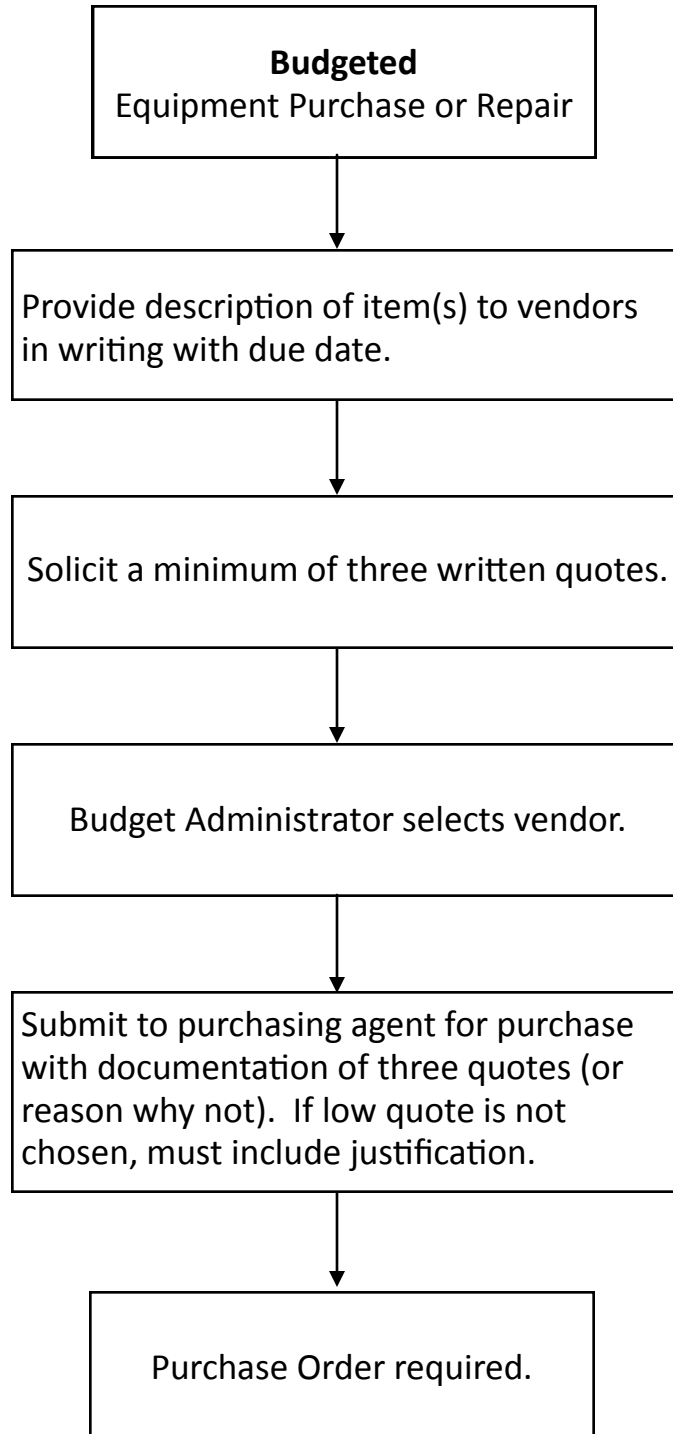 Budgeted
Equipment Purchase or Repair
Provide description of item(s) to vendors
in writing with due date.
Solicit a minimum of three written quotes.
Budget Administrator selects vendor.
Submit to purchasing agent for purchase
with documentation of three quotes (or
reason why not).  If low quote is not
chosen, must include justification.
Purchase Order required.